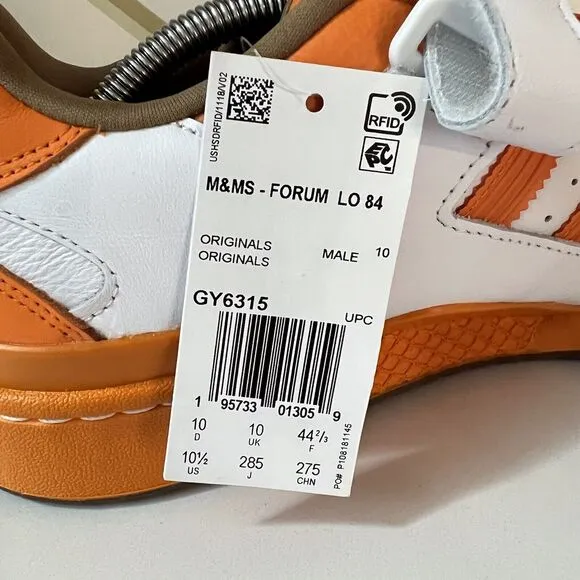 USHSDRFID/1118/V02
RFID
EPC
M&MS - FORUM LO 84
ORIGINALS
ORIGINALS
MALE 10
GY6315
UPC
1 95733 01305 9
10 10 44 2/3
D UK F
10½ 285 275
US J CHN
PO# P108181145